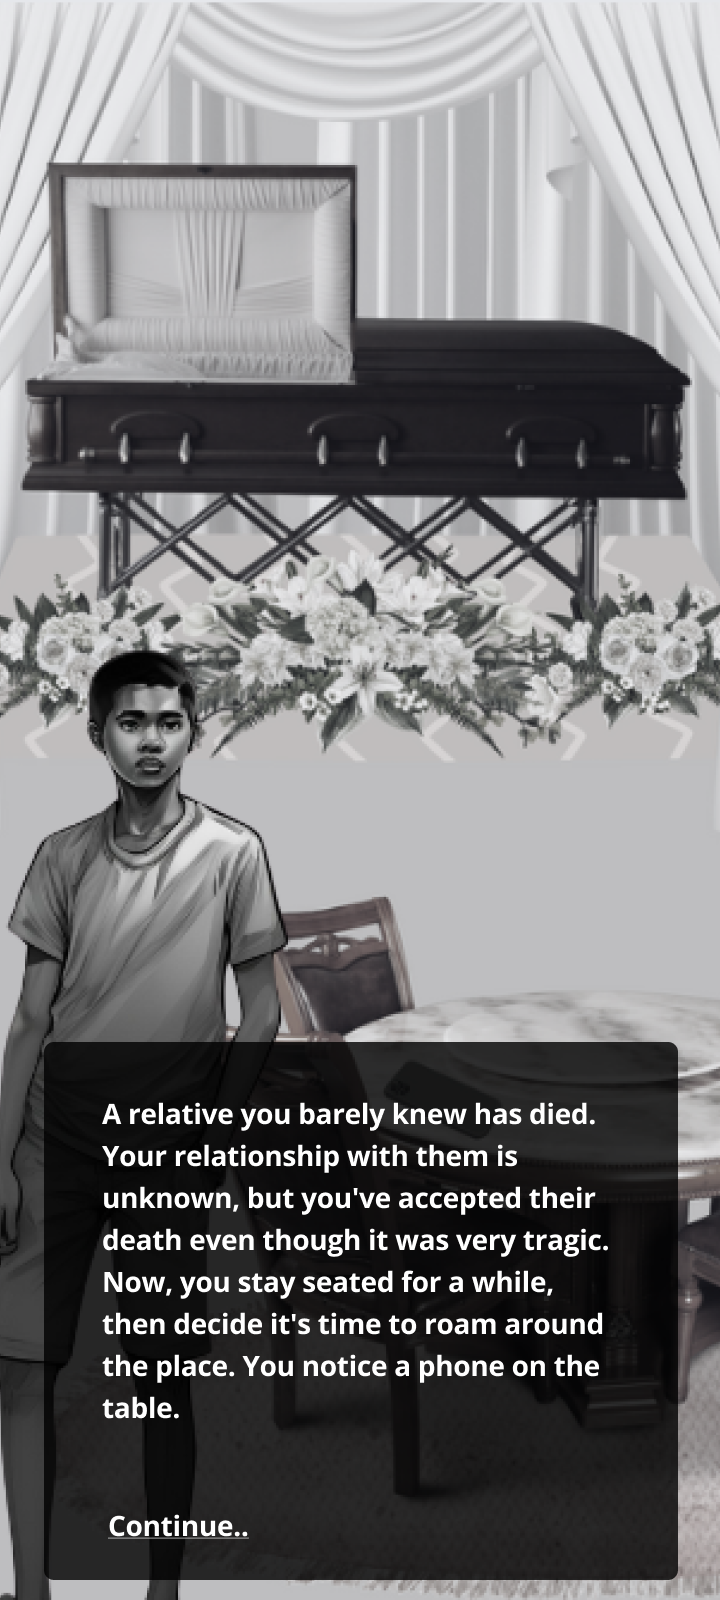 A relative you barely knew has died.
Your relationship with them is
unknown, but you've accepted their
death even though it was very tragic.
Now, you stay seated for a while,
then decide it's time to roam around
the place. You notice a phone on the
table.
Continue..